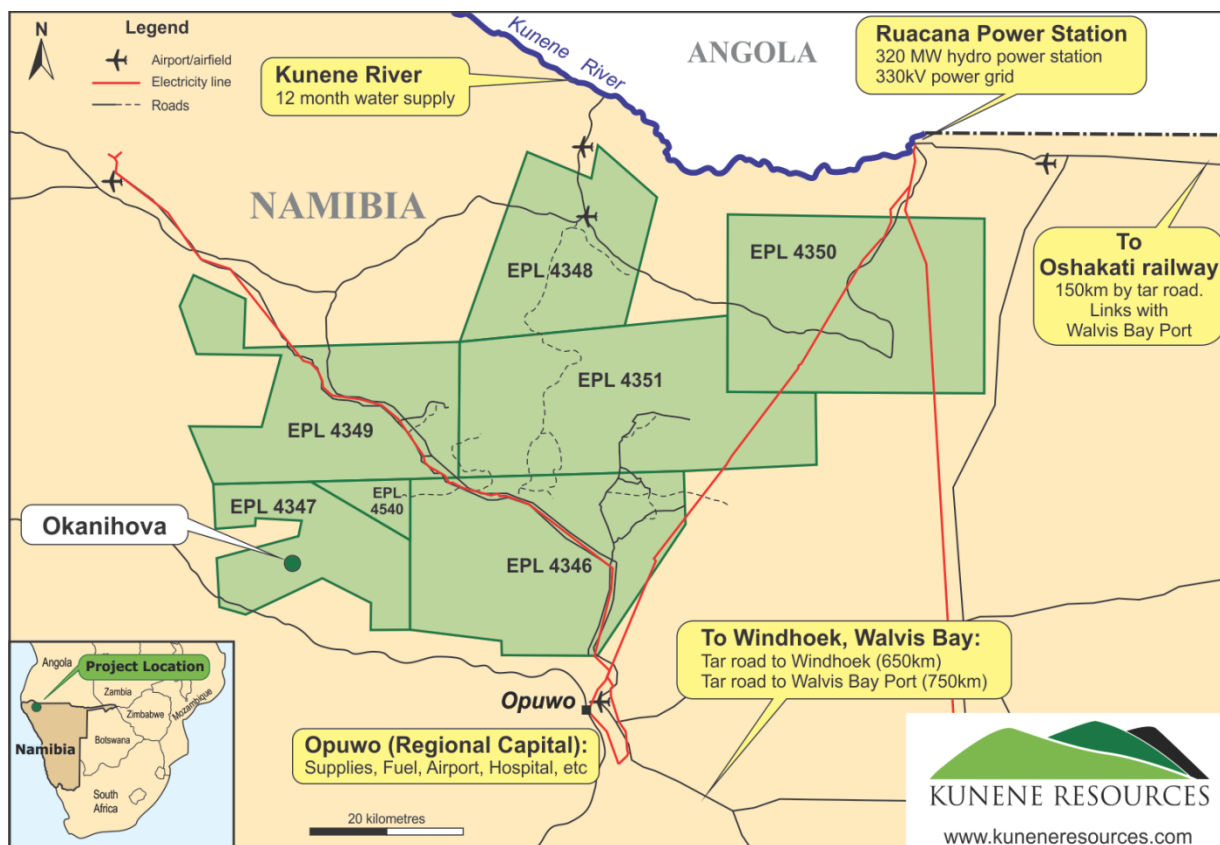 N
Legend
Airport/airfield
Electricity line
Roads
Kunene River
12 month water supply
Kunene River
ANGOLA
Ruacana Power Station
320 MW hydro power station
330kV power grid
NAMIBIA
EPL 4348
EPL 4350
To
Oshakati railway
150km by tar road.
Links with
Walvis Bay Port
EPL 4351
EPL 4349
EPL 4347
EPL
4540
Okanihova
EPL 4346
Project Location
Angola
Zambia
Zimbabwe
Mozambique
Namibia
Botswana
South
Africa
To Windhoek, Walvis Bay:
Tar road to Windhoek (650km)
Tar road to Walvis Bay Port (750km)
Opuwo
Opuwo (Regional Capital):
Supplies, Fuel, Airport, Hospital, etc
20 kilometres
KUNENE RESOURCES
www.kuneneresources.com